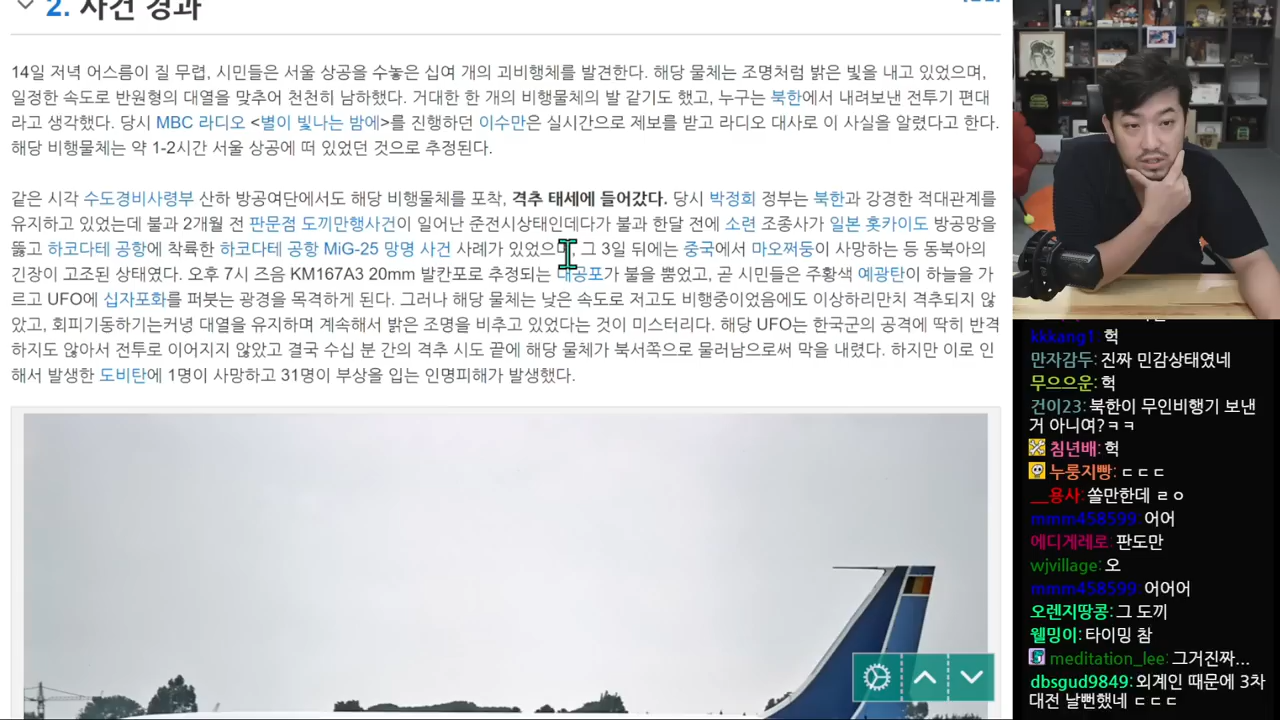 2. 사건 경과
14일 저녁 어스름이 질 무렵, 시민들은 서울 상공을 수놓은 십여 개의 괴비행체를 발견한다. 해당 물체는 조명처럼 밝은 빛을 내고 있었으며,
일정한 속도로 반원형의 대열을 맞추어 천천히 남하했다. 거대한 한 개의 비행물체의 발 같기도 했고, 누구는 북한에서 내려보낸 전투기 편대
라고 생각했다. 당시 MBC 라디오 <별이 빛나는 밤에>를 진행하던 이수만은 실시간으로 제보를 받고 라디오 대사로 이 사실을 알렸다고 한다.
해당 비행물체는 약 1-2시간 서울 상공에 떠 있었던 것으로 추정된다.
같은 시각 수도경비사령부 산하 방공여단에서도 해당 비행물체를 포착, 격추 태세에 들어갔다. 당시 박정희 정부는 북한과 강경한 적대관계를
유지하고 있었는데 불과 2개월 전 판문점 도끼만행사건이 일어난 준전시상태인데다가 불과 한달 전에 소련 조종사가 일본 홋카이도 방공망을
뚫고 하코다테 공항에 착륙한 하코다테 공항 MiG-25 망명 사건 사례가 있었으 그 3일 뒤에는 중국에서 마오쩌둥이 사망하는 등 동북아의
긴장이 고조된 상태였다. 오후 7시 즈음 KM167A3 20mm 발칸포로 추정되는 대공포가 불을 뿜었고, 곧 시민들은 주황색 예광탄이 하늘을 가
르고 UFO에 십자포화를 퍼붓는 광경을 목격하게 된다. 그러나 해당 물체는 낮은 속도로 저고도 비행중이었음에도 이상하리만치 격추되지 않
았고, 회피기동하기는커녕 대열을 유지하며 계속해서 밝은 조명을 비추고 있었다는 것이 미스터리다. 해당 UFO는 한국군의 공격에 딱히 반격
하지도 않아서 전투로 이어지지 않았고 결국 수십 분 간의 격추 시도 끝에 해당 물체가 북서쪽으로 물러남으로써 막을 내렸다. 하지만 이로 인
해서 발생한 도비탄에 1명이 사망하고 31명이 부상을 입는 인명피해가 발생했다.
kkkang1: 헉
만자감두: 진짜 민감상태였네
무으으운: 헉
건이23: 북한이 무인비행기 보낸
거 아니여?ㅋㅋ
침년배: 헉
누룽지빵: ㄷㄷㄷ
__용사: 쏠만한데 ㄹㅇ
mmm458599: 어어
에디게레로: 판도만
wjvillage: 오
mmm458599: 어어어
오렌지땅콩: 그 도끼
웰밍이: 타이밍 참
meditation_lee: 그거진짜...
dbsgud9849: 외계인 때문에 3차
대전 날뻔했네 ㄷㄷㄷ